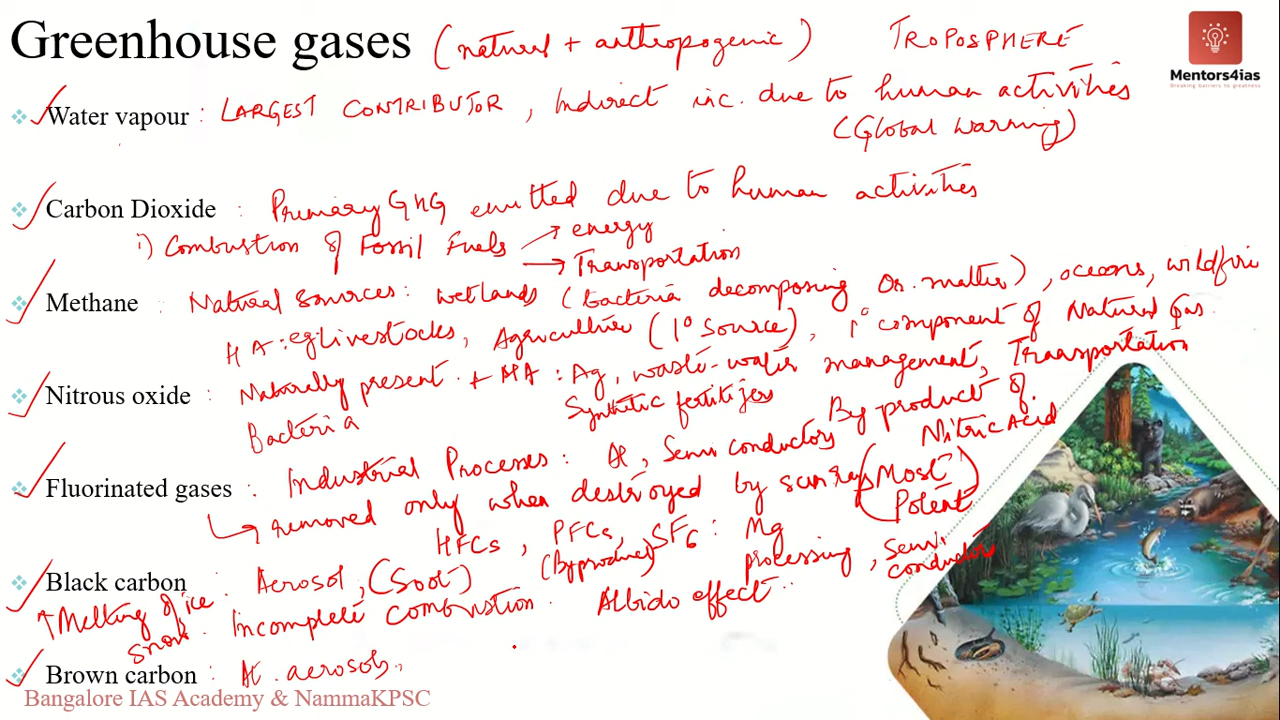 Greenhouse gases (natural + anthropogenic) TROPOSPHERE
Mentors4ias
Breaking barriers to greatness
Water vapour : LARGEST CONTRIBUTOR , Indirect inc. due to human activities
(Global Warming)
Carbon Dioxide : Primary GHG emitted due to human activities
i) Combustion of Fossil Fuels → energy
→ Transportation
Methane : Natural Sources : wetlands (bacteria decomposing Or. matter) , oceans, wildfire
HA : eg livestocks, Agriculture (1° Source) , 1° component of Natural Gas.
Nitrous oxide : Naturally present + HA : Ag, waste-water management, Transportation
Bacteria Synthetic fertilizers By product of
Nitric Acid
Fluorinated gases : Industrial Processes : Al, Semi conductors
↳ removed only when destroyed by sunrays (Most Potent)
HFCs , PFCs, SF6 : Mg processing , Semi. conductor
(Byproduct)
Black carbon : Aerosol , (Soot)
↑ Melting of ice snow. Incomplete Combustion . Albido effect
Brown carbon : At. aerosols
Bangalore IAS Academy & NammaKPSC